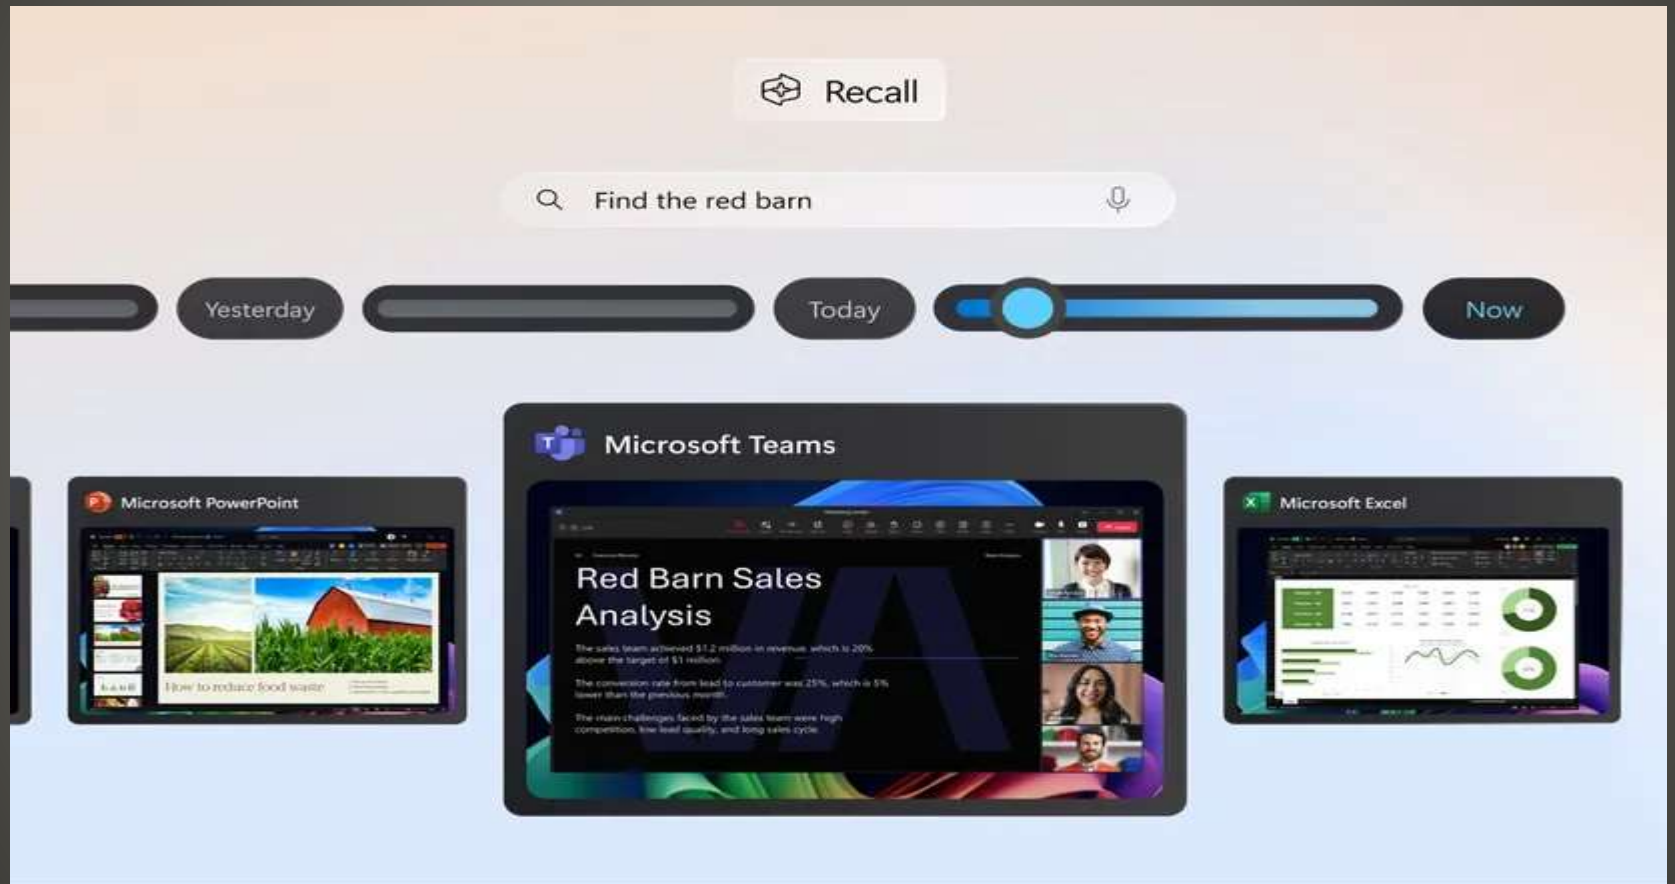 Recall
Find the red barn
Yesterday
Today
Now
Microsoft Teams
Microsoft PowerPoint
Microsoft Excel
Red Barn Sales
Analysis
The sales team achieved $1.2 million in revenue, which is 20%
above the target of $1 million.
The conversion rate from lead to customer was 25%, which is 5%
lower than the previous month.
The main challenges faced by the sales team were high
competition, low lead quality, and long sales cycle.
How to reduce food waste